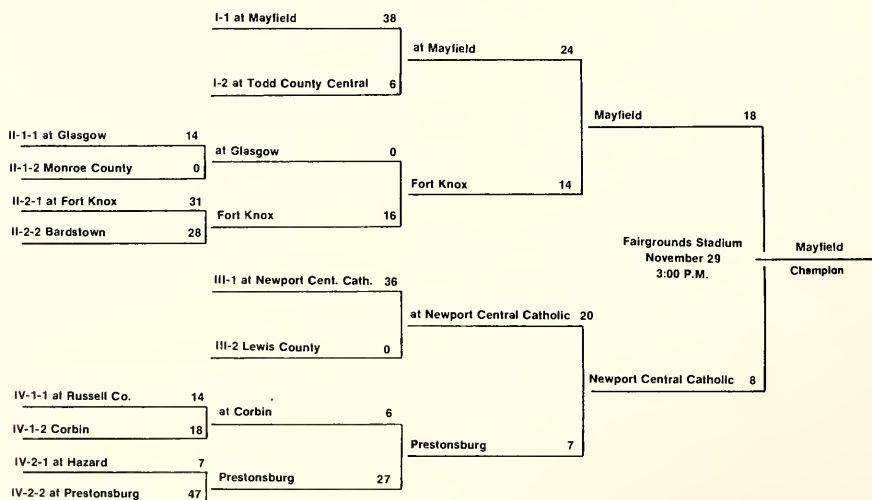 I-1 at Mayfield 38
at Mayfield 24
I-2 at Todd County Central 6
Mayfield 18
II-1-1 at Glasgow 14
at Glasgow 0
II-1-2 Monroe County 0
Fort Knox 14
II-2-1 at Fort Knox 31
Fort Knox 16
II-2-2 Bardstown 28
Fairgrounds Stadium
November 29
3:00 P.M.
Mayfield
Champion
III-1 at Newport Cent. Cath. 36
at Newport Central Catholic 20
III-2 Lewis County 0
Newport Central Catholic 8
IV-1-1 at Russell Co. 14
at Corbin 6
IV-1-2 Corbin 18
Prestonsburg 7
IV-2-1 at Hazard 7
Prestonsburg 27
IV-2-2 at Prestonsburg 47